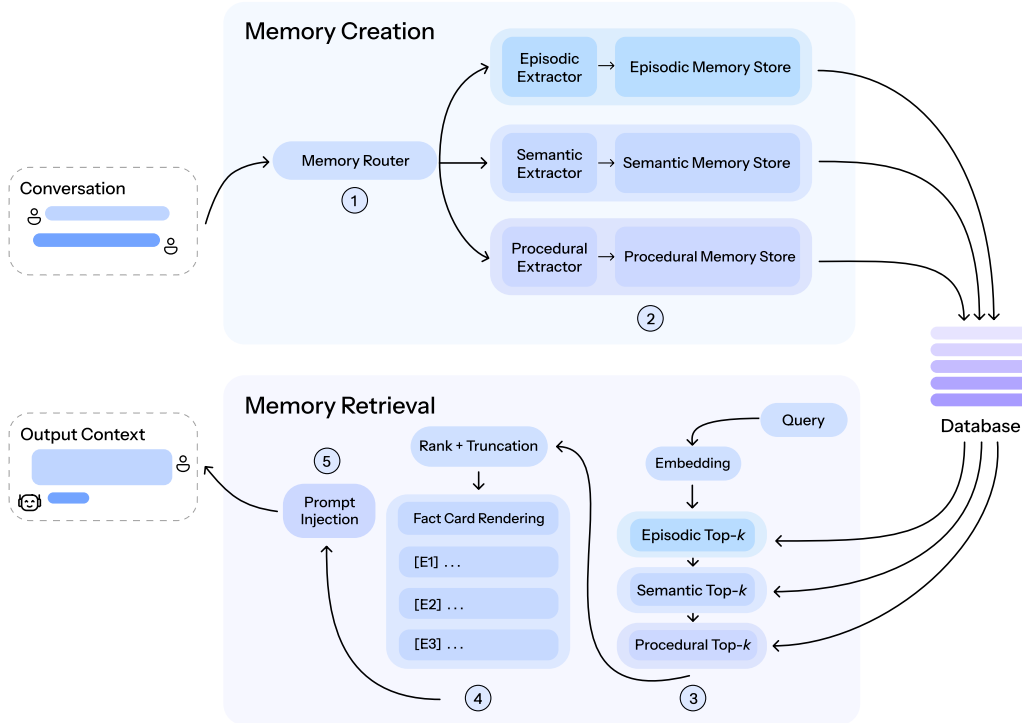 Memory Creation
Episodic
Extractor
Episodic Memory Store
Memory Router
1
Semantic
Extractor
Semantic Memory Store
Conversation
Procedural
Extractor
Procedural Memory Store
2
Database
Memory Retrieval
Query
Output Context
Rank + Truncation
Embedding
5
Prompt
Injection
Fact Card Rendering
[E1] ...
[E2] ...
[E3] ...
Episodic Top-k
Semantic Top-k
Procedural Top-k
4
3